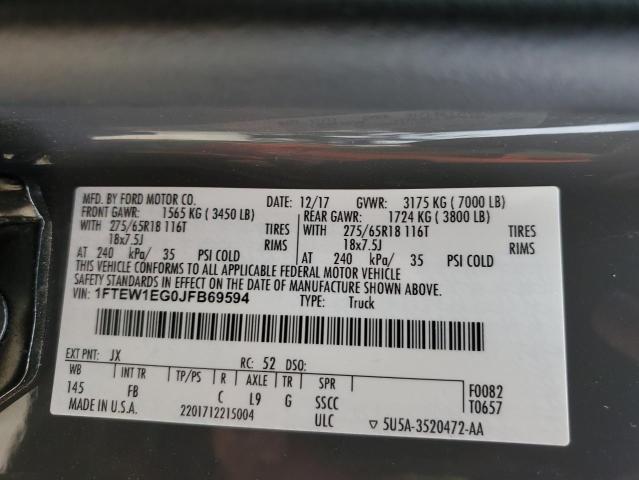 MFD. BY FORD MOTOR CO. DATE: 12/17 GVWR: 3175 KG ( 7000 LB)
FRONT GAWR: 1565 KG ( 3450 LB) REAR GAWR: 1724 KG ( 3800 LB)
WITH 275/65R18 116T TIRES WITH 275/65R18 116T TIRES
18x7.5J RIMS 18x7.5J RIMS
AT 240 kPa/ 35 PSI COLD AT 240 kPa/ 35 PSI COLD
THIS VEHICLE CONFORMS TO ALL APPLICABLE FEDERAL MOTOR VEHICLE
SAFETY STANDARDS IN EFFECT ON THE DATE OF MANUFACTURE SHOWN ABOVE.
VIN: 1FTEW1EG0JFB69594 TYPE: Truck
EXT PNT: JX RC: 52 DSO:
WB INT TR TP/PS R AXLE TR SPR F0082
145 FB C L9 G SSCC T0657
MADE IN U.S.A. 2201712215004 ULC 5U5A-3520472-AA